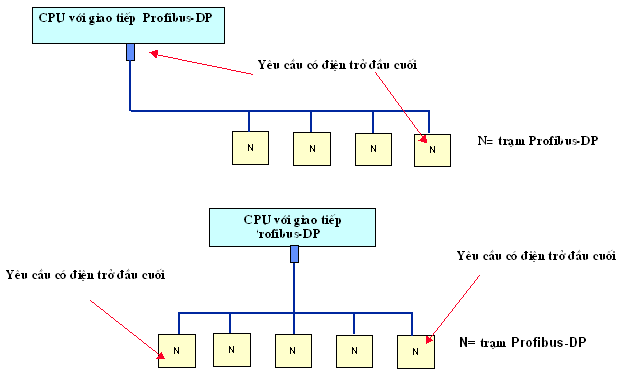 CPU với giao tiếp Profibus-DP
Yêu cầu có điện trở đầu cuối
N
N
N
N
N= trạm Profibus-DP
CPU với giao tiếp
'rofibus-DP
Yêu cầu có điện trở đầu cuối
Yêu cầu có điện trở đầu cuối
N
N
N
N
N
N= trạm Profibus-DP